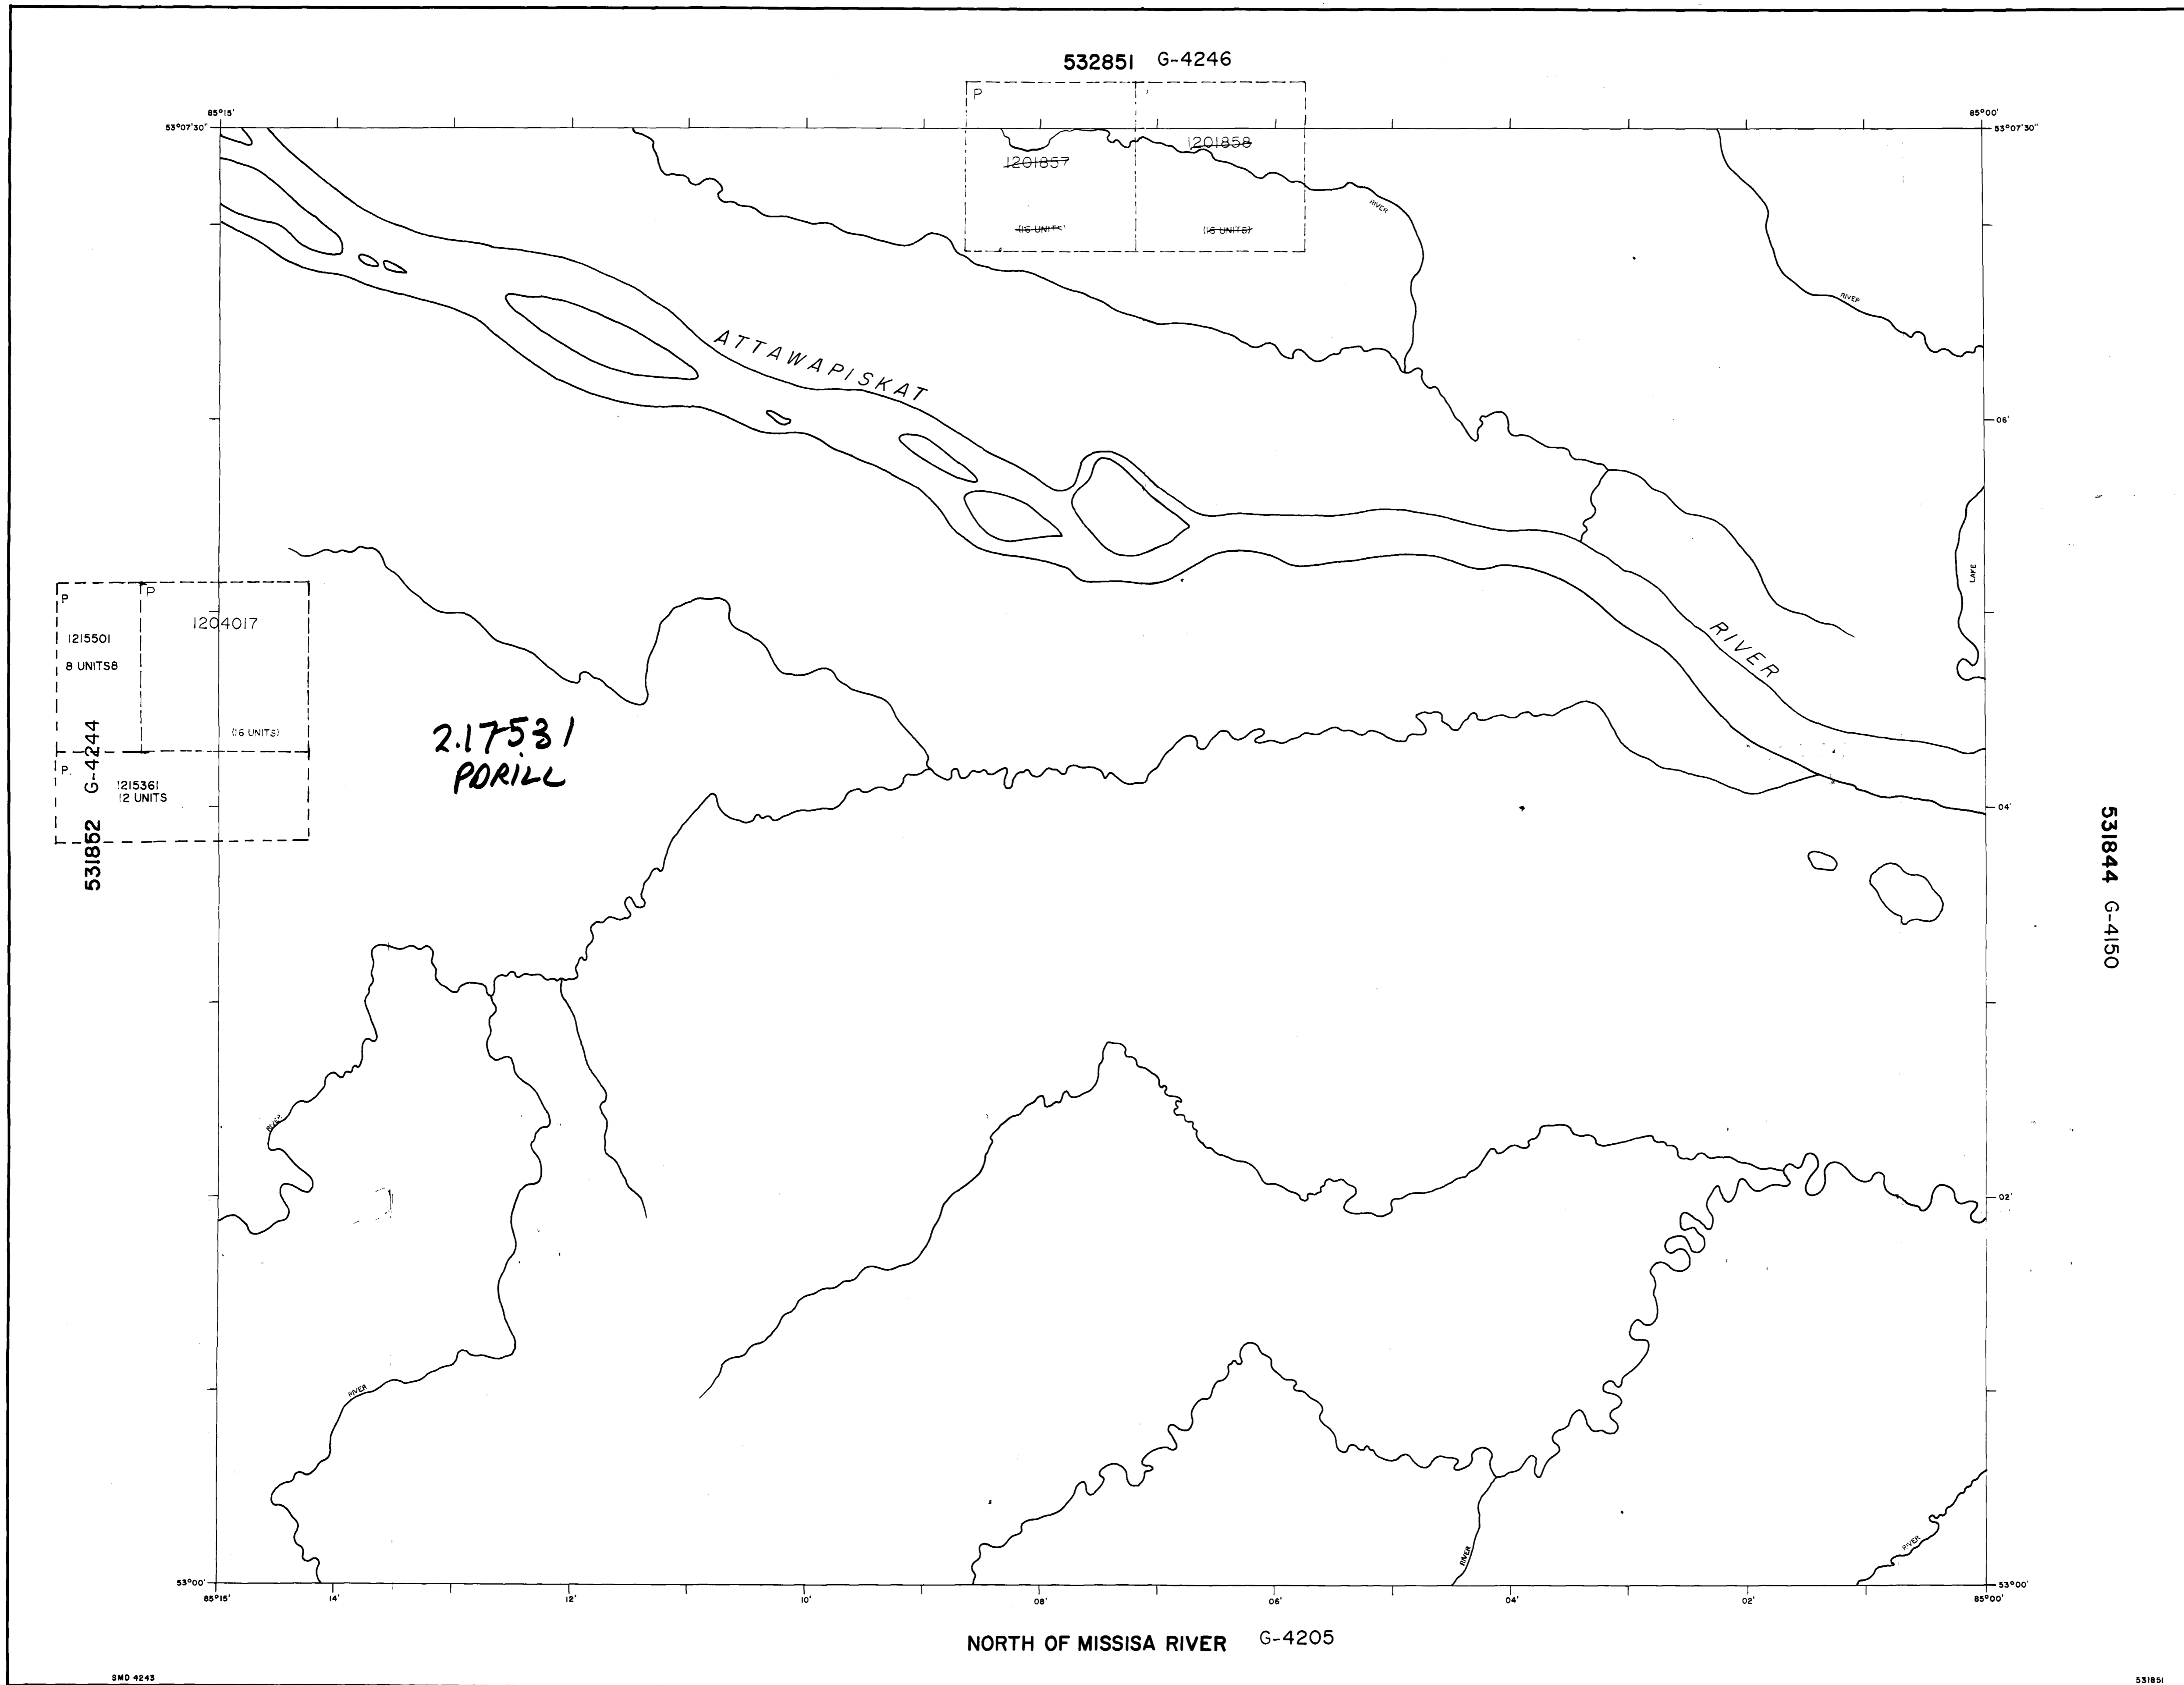 532851 G-4246
P
85°15'
85°00'
53°07'30"
53°07'30"
1201858
1201857
(16 UNITS)
(16 UNITS)
RIVER
RIVER
ATTAWAPISKAT
06'
LAKE
P
P
1204017
1215501
8 UNITS8
RIVER
(16 UNITS)
2.17531
PDRILL
P.
1215361
12 UNITS
531852 G-4244
04'
531844 G-4150
RIVER
02'
RIVER
RIVER
RIVER
53°00'
53°00'
85°15'
14'
12'
10'
08'
06'
04'
02'
85°00'
NORTH OF MISSISA RIVER G-4205
SMD 4243
531851